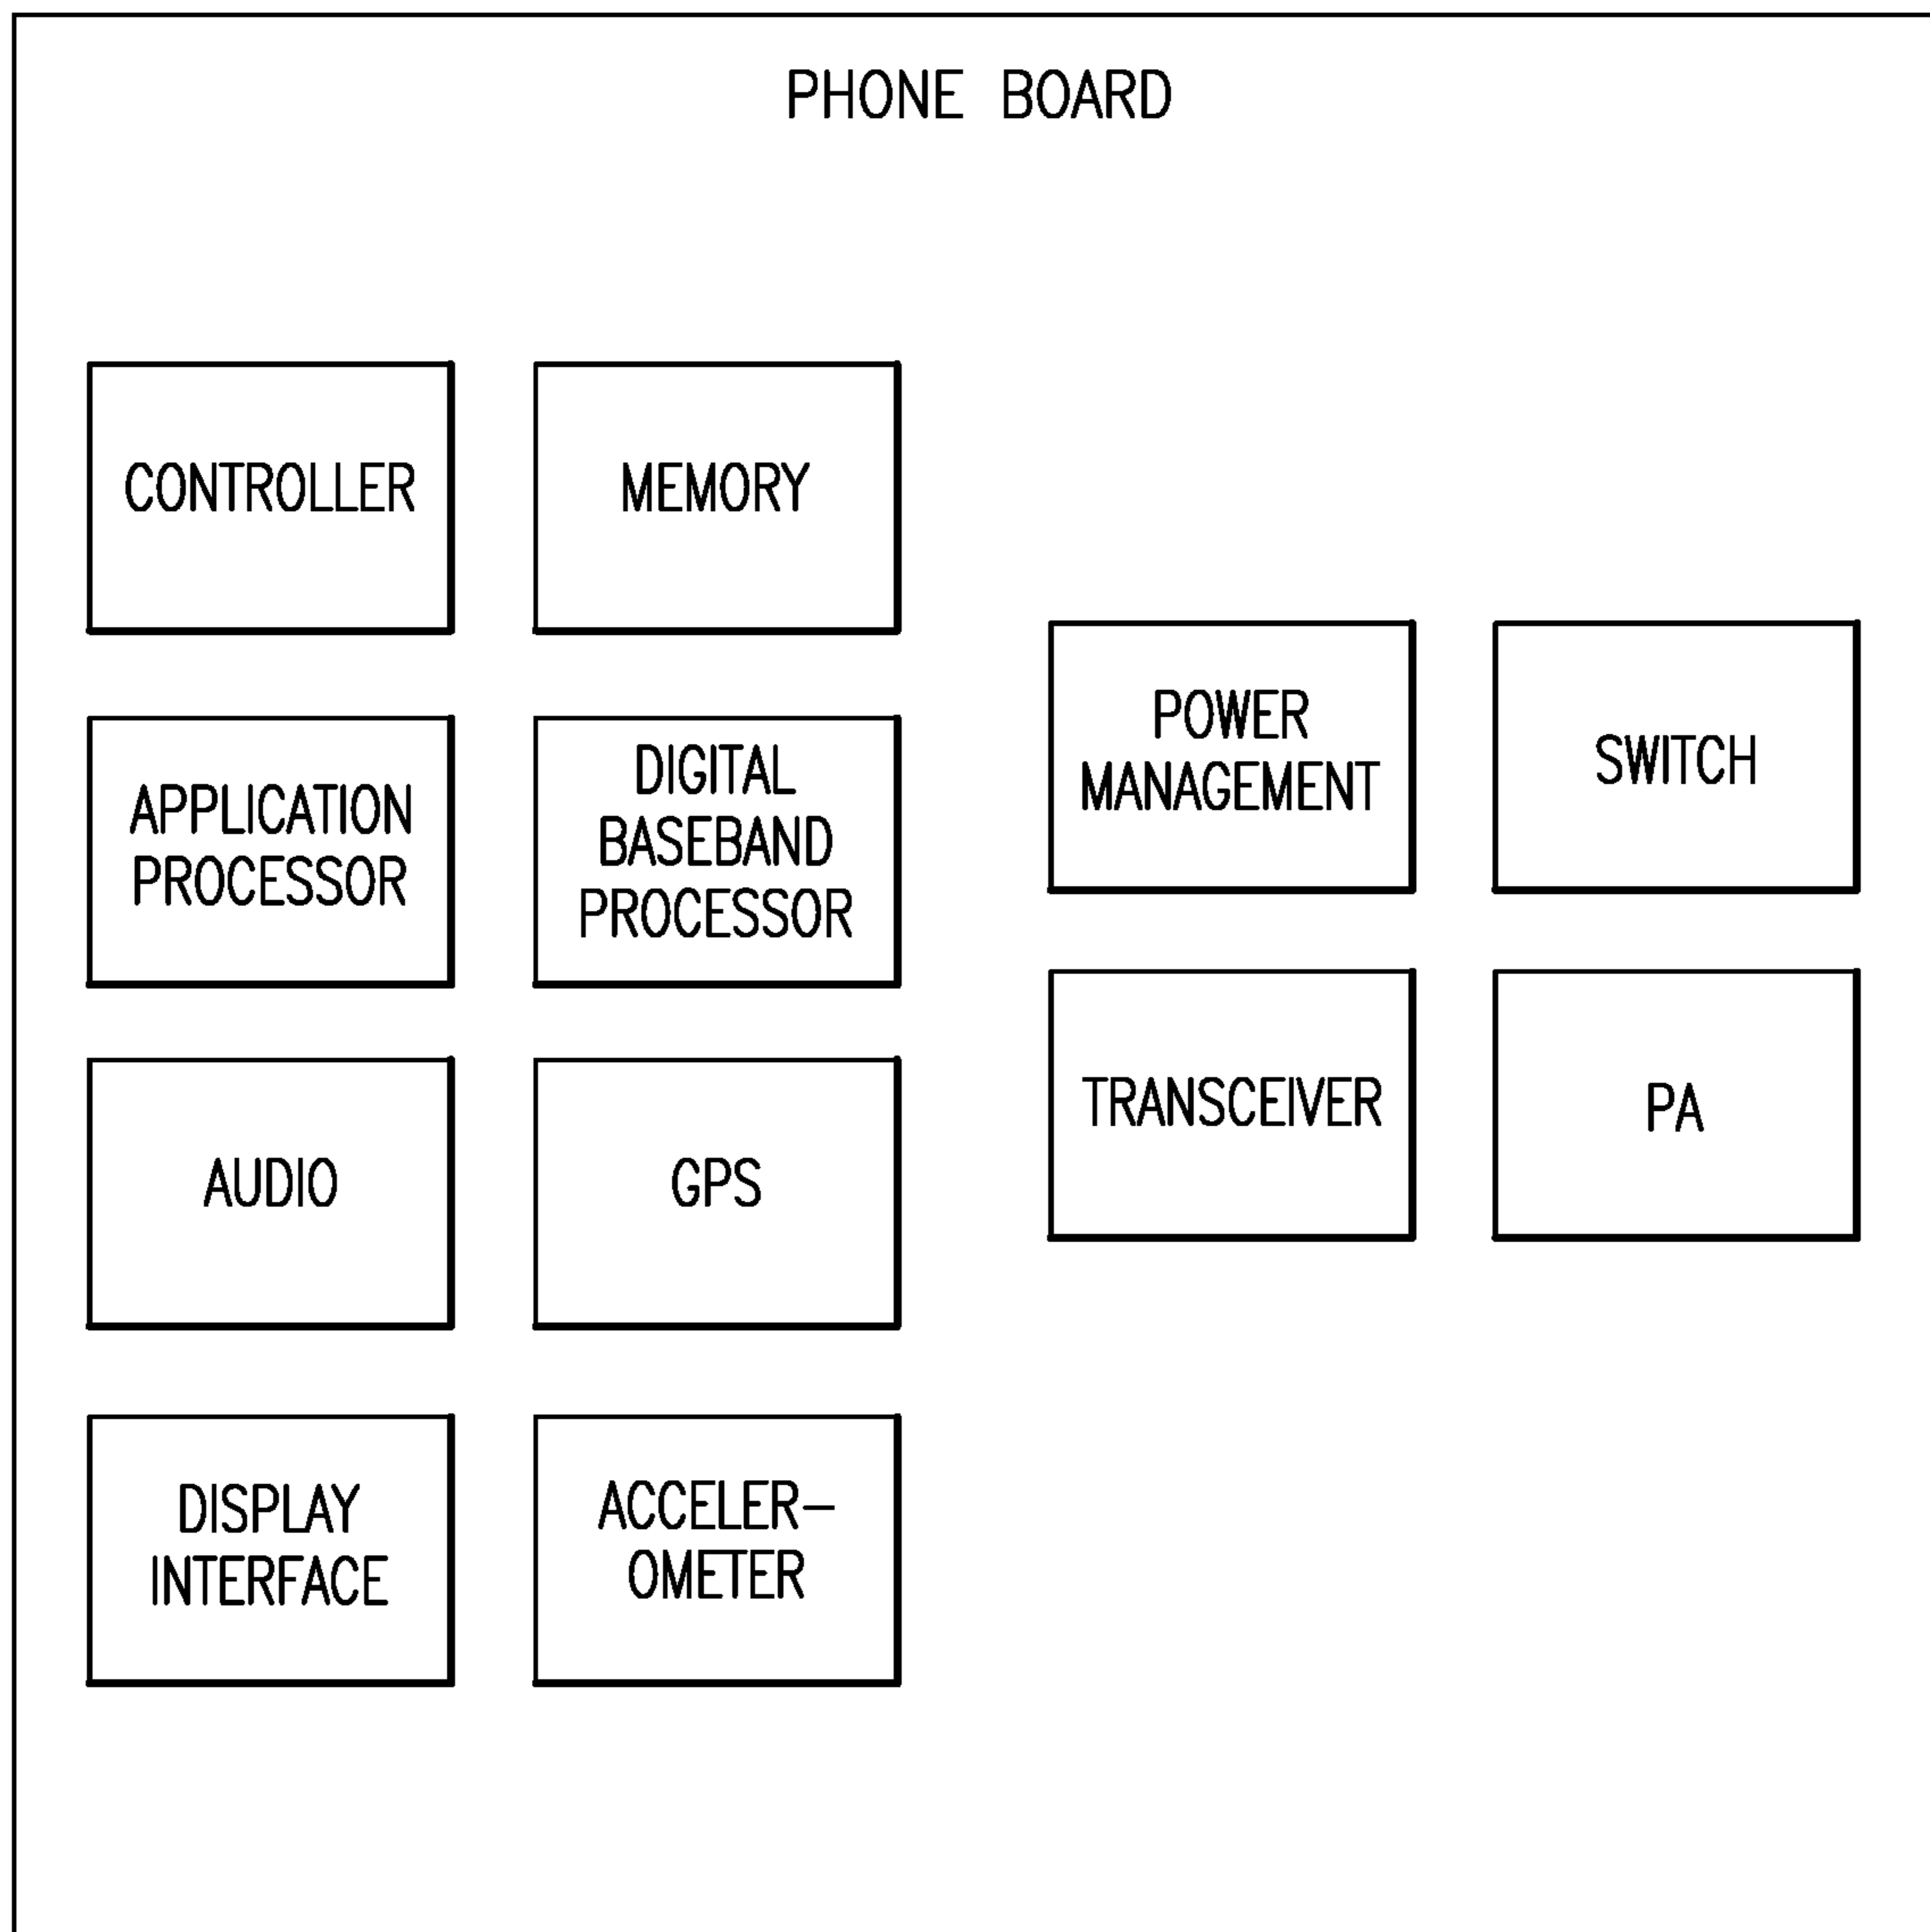 PHONE BOARD
CONTROLLER
MEMORY
APPLICATION
PROCESSOR
DIGITAL
BASEBAND
PROCESSOR
POWER
MANAGEMENT
SWITCH
AUDIO
GPS
TRANSCEIVER
PA
DISPLAY
INTERFACE
ACCELER-
OMETER